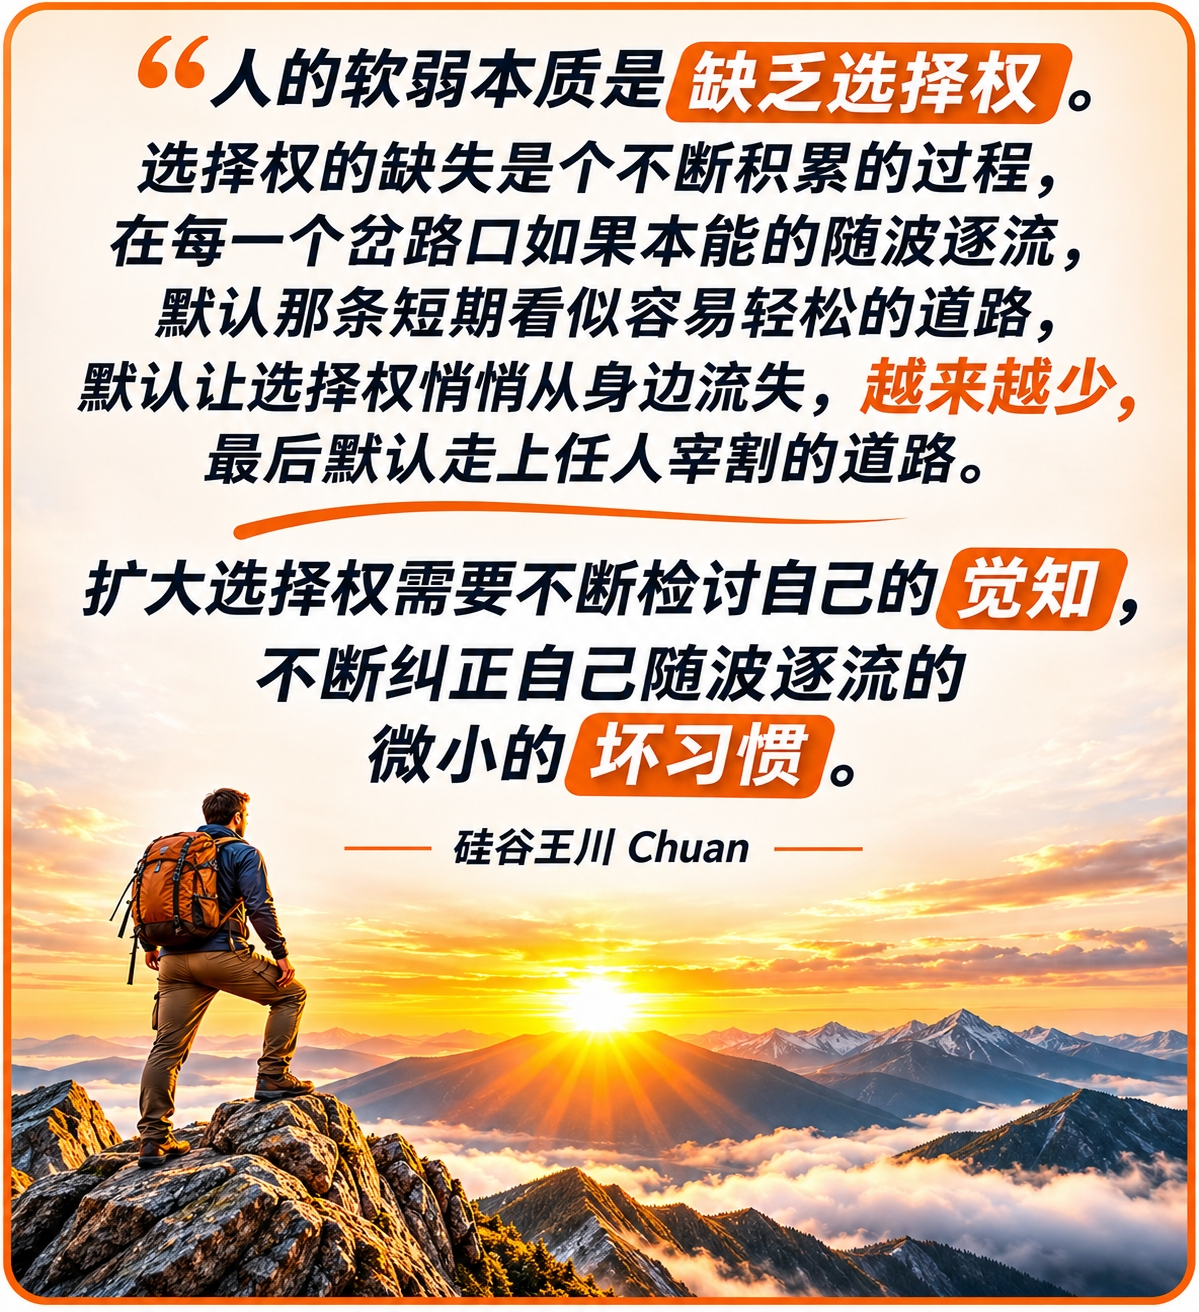 “人的软弱本质是缺乏选择权。
选择权的缺失是个不断积累的过程，
在每一个岔路口如果本能的随波逐流，
默认那条短期看似容易轻松的道路，
默认让选择权悄悄从身边流失，越来越少，
最后默认走上任人宰割的道路。
扩大选择权需要不断检讨自己的觉知，
不断纠正自己随波逐流的
微小的坏习惯。
硅谷王川 Chuan